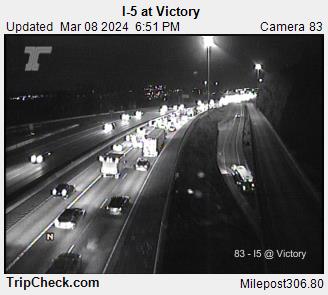 I-5 at Victory
Updated Mar 08 2024 6:51 PM Camera 83
T
N
83 - I5 @ Victory
TripCheck.com Milepost306.80